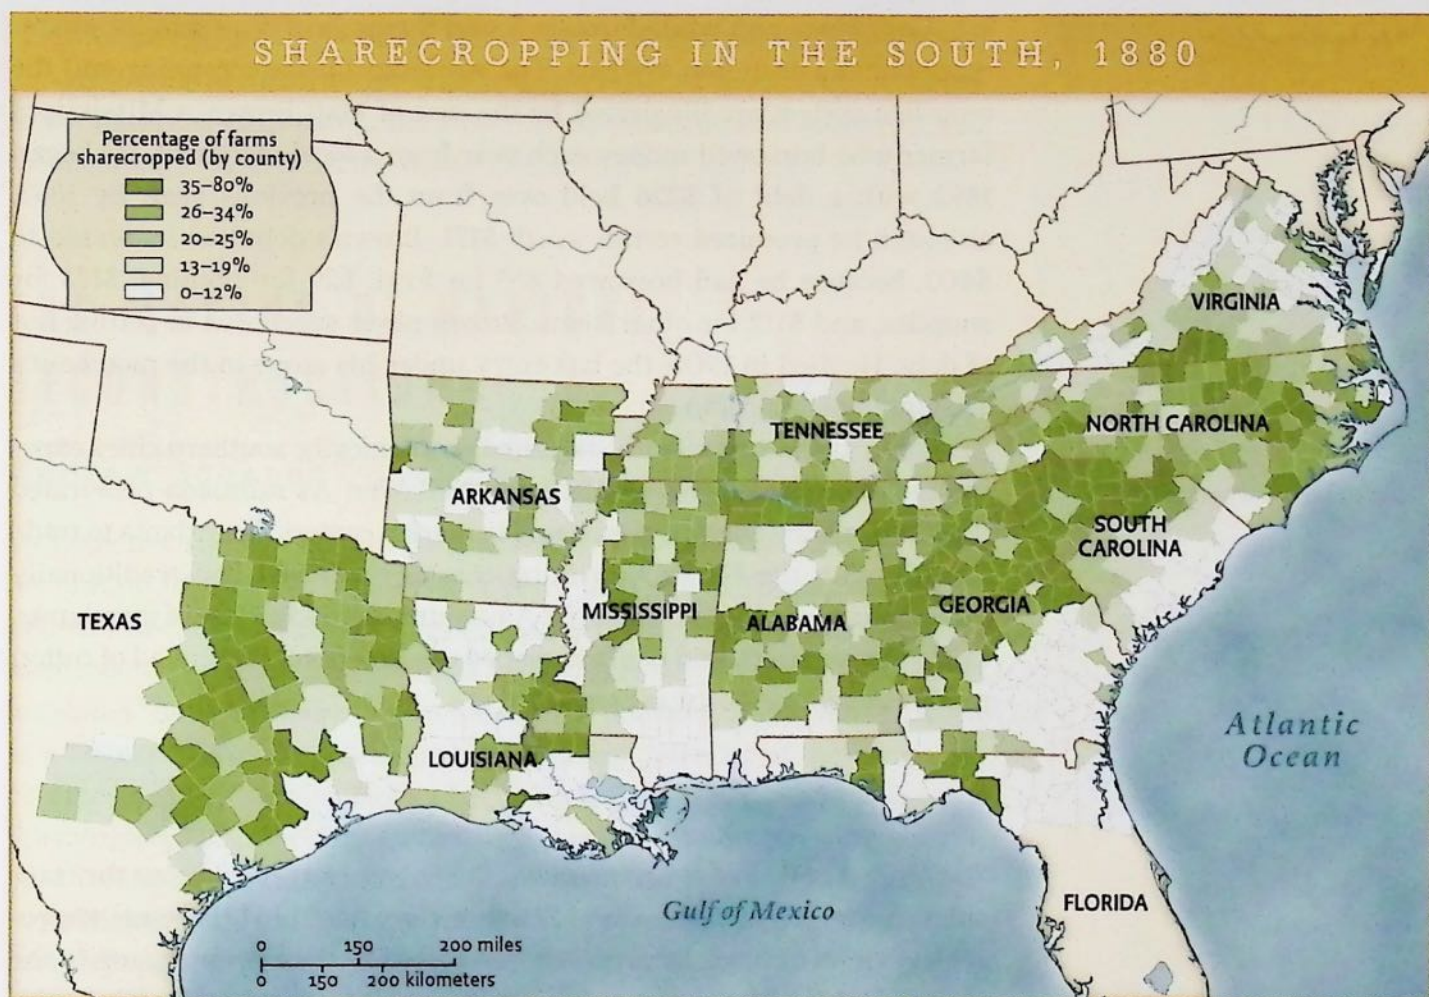 SHARECROPPING IN THE SOUTH, 1880
Percentage of farms
sharecropped (by county)
35–80%
26–34%
20–25%
13–19%
0–12%
VIRGINIA
TENNESSEE
NORTH CAROLINA
ARKANSAS
SOUTH
CAROLINA
TEXAS
MISSISSIPPI
ALABAMA
GEORGIA
LOUISIANA
Atlantic
Ocean
FLORIDA
Gulf of Mexico
0 150 200 miles
0 150 200 kilometers